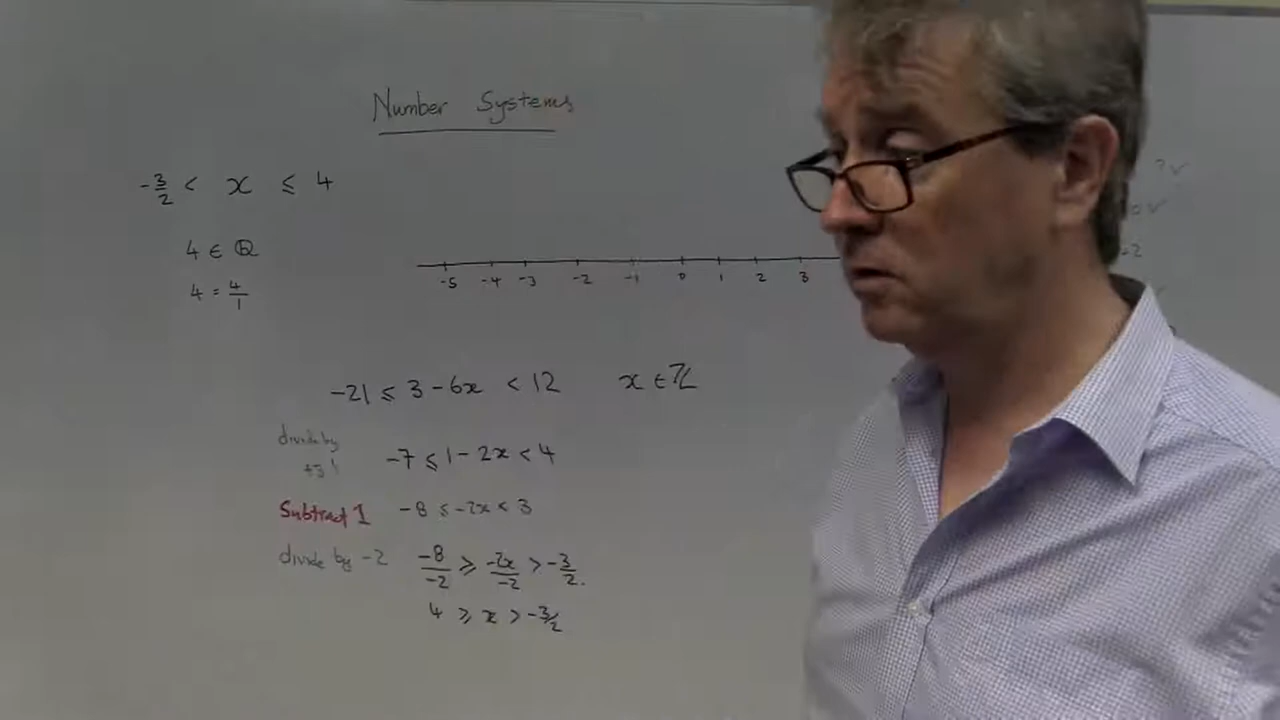 Number Systems
-3/2 < x ≤ 4
4 ∈ ℚ
4 = 4/1
-5 -4 -3 -2 -1 0 1 2 3
-21 ≤ 3 - 6x < 12 x ∈ ℤ
divide by
-7 ≤ 1 - 2x < 4
Subtract 1 -8 ≤ -2x < 3
divide by -2 -8/-2 ≥ -2x/-2 > -3/2.
4 ≥ x > -3/2